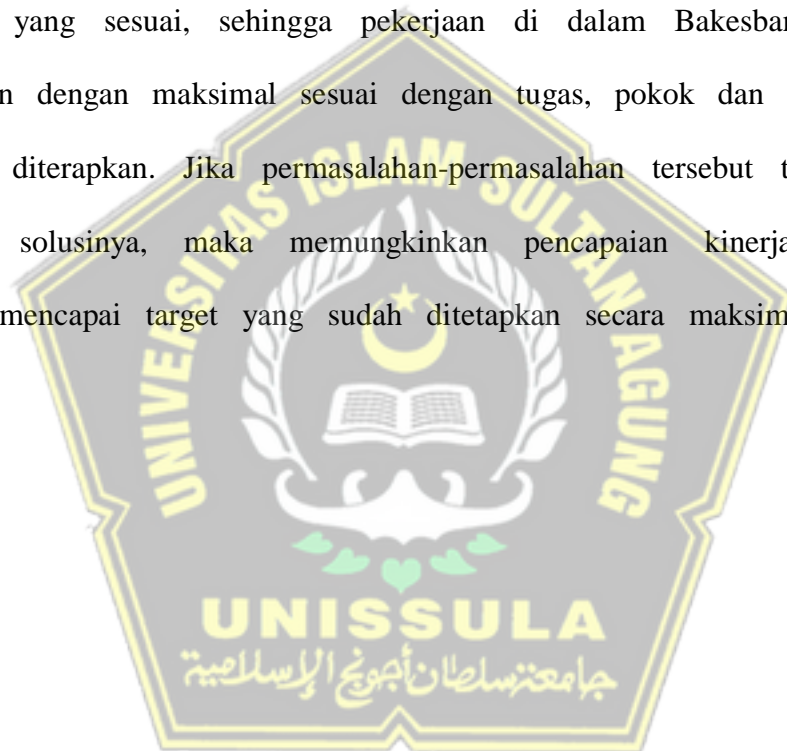 yang sesuai, sehingga pekerjaan di dalam Bakesban
n dengan maksimal sesuai dengan tugas, pokok dan
diterapkan. Jika permasalahan-permasalahan tersebut t
solusinya, maka memungkinkan pencapaian kinerja
mencapai target yang sudah ditetapkan secara maksim
UNIVERSITAS ISLAM SULTAN AGUNG
UNISSULA
جامعة سلطان أجونج الإسلامية